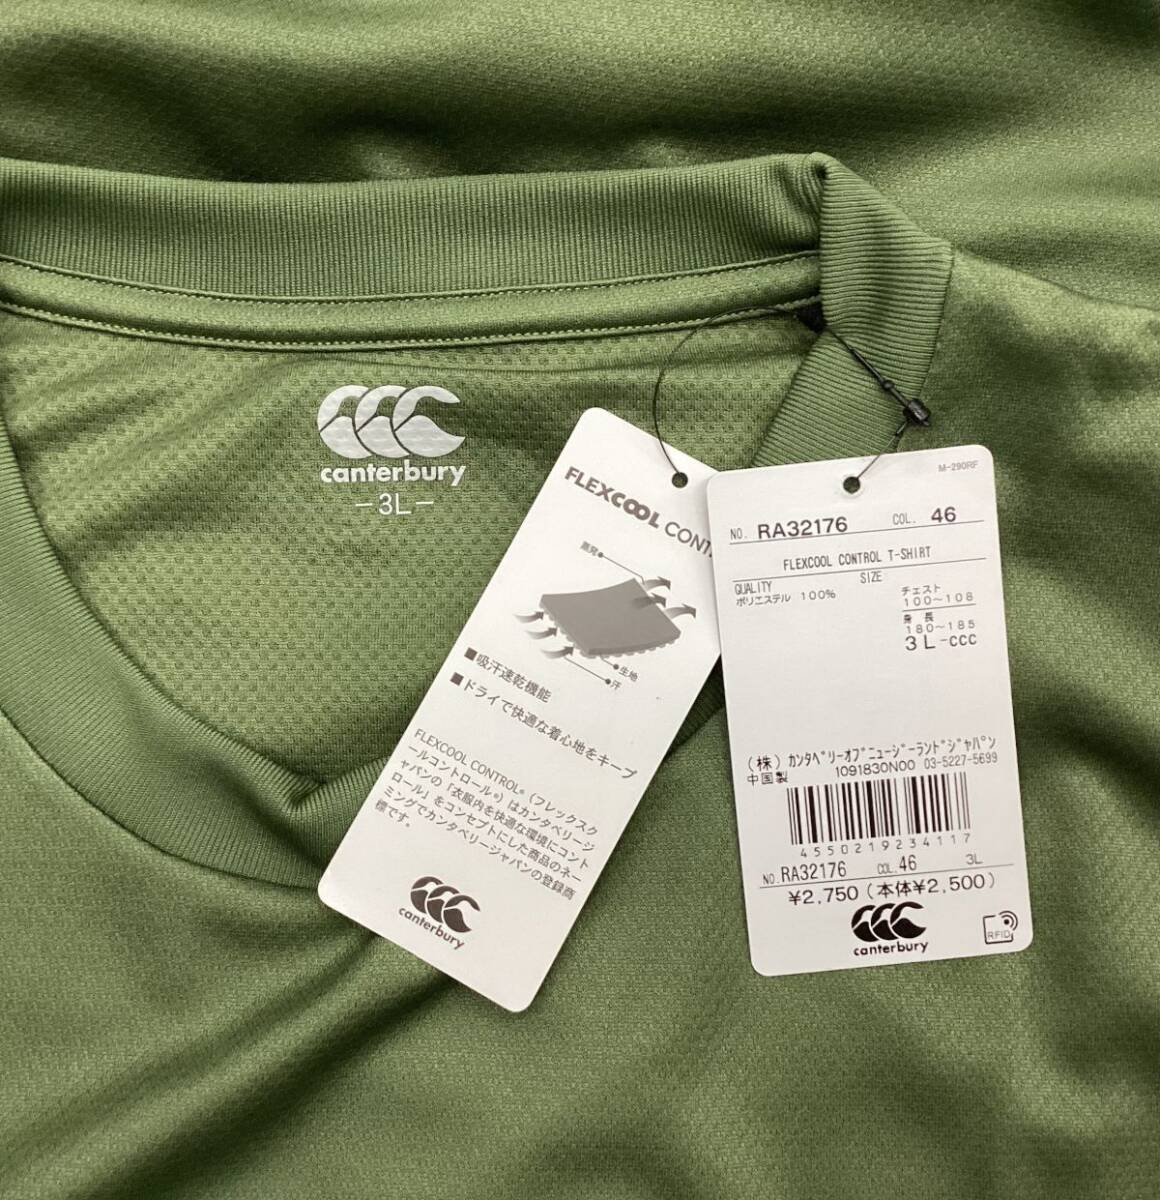 canterbury
-3L-
FLEXCOOL CONT
蒸発
生地
汗
■吸汗速乾機能
■ドライで快適な着心地をキープ
FLEXCOOL CONTROL®(フレックスク
ールコントロール®)はカンタベリージ
ャパンの「衣服内を快適な環境にコント
ロール」をコンセプトにした商品のネー
ミングでカンタベリージャパンの登録商
標です。
canterbury
M-290RF
NO. RA32176 COL. 46
FLEXCOOL CONTROL T-SHIRT
QUALITY SIZE
ポリエステル 100%
チェスト
100～108
身 長
180～185
3L-CCC
(株) ｶﾝﾀﾍﾞﾘｰｵﾌﾞﾆｭｰｼﾞｰﾗﾝﾄﾞｼﾞｬﾊﾟﾝ
中国製 1091830N00 03-5227-5699
4550219234117
NO. RA32176 COL. 46 3L
¥2,750 (本体¥2,500)
canterbury
RFID